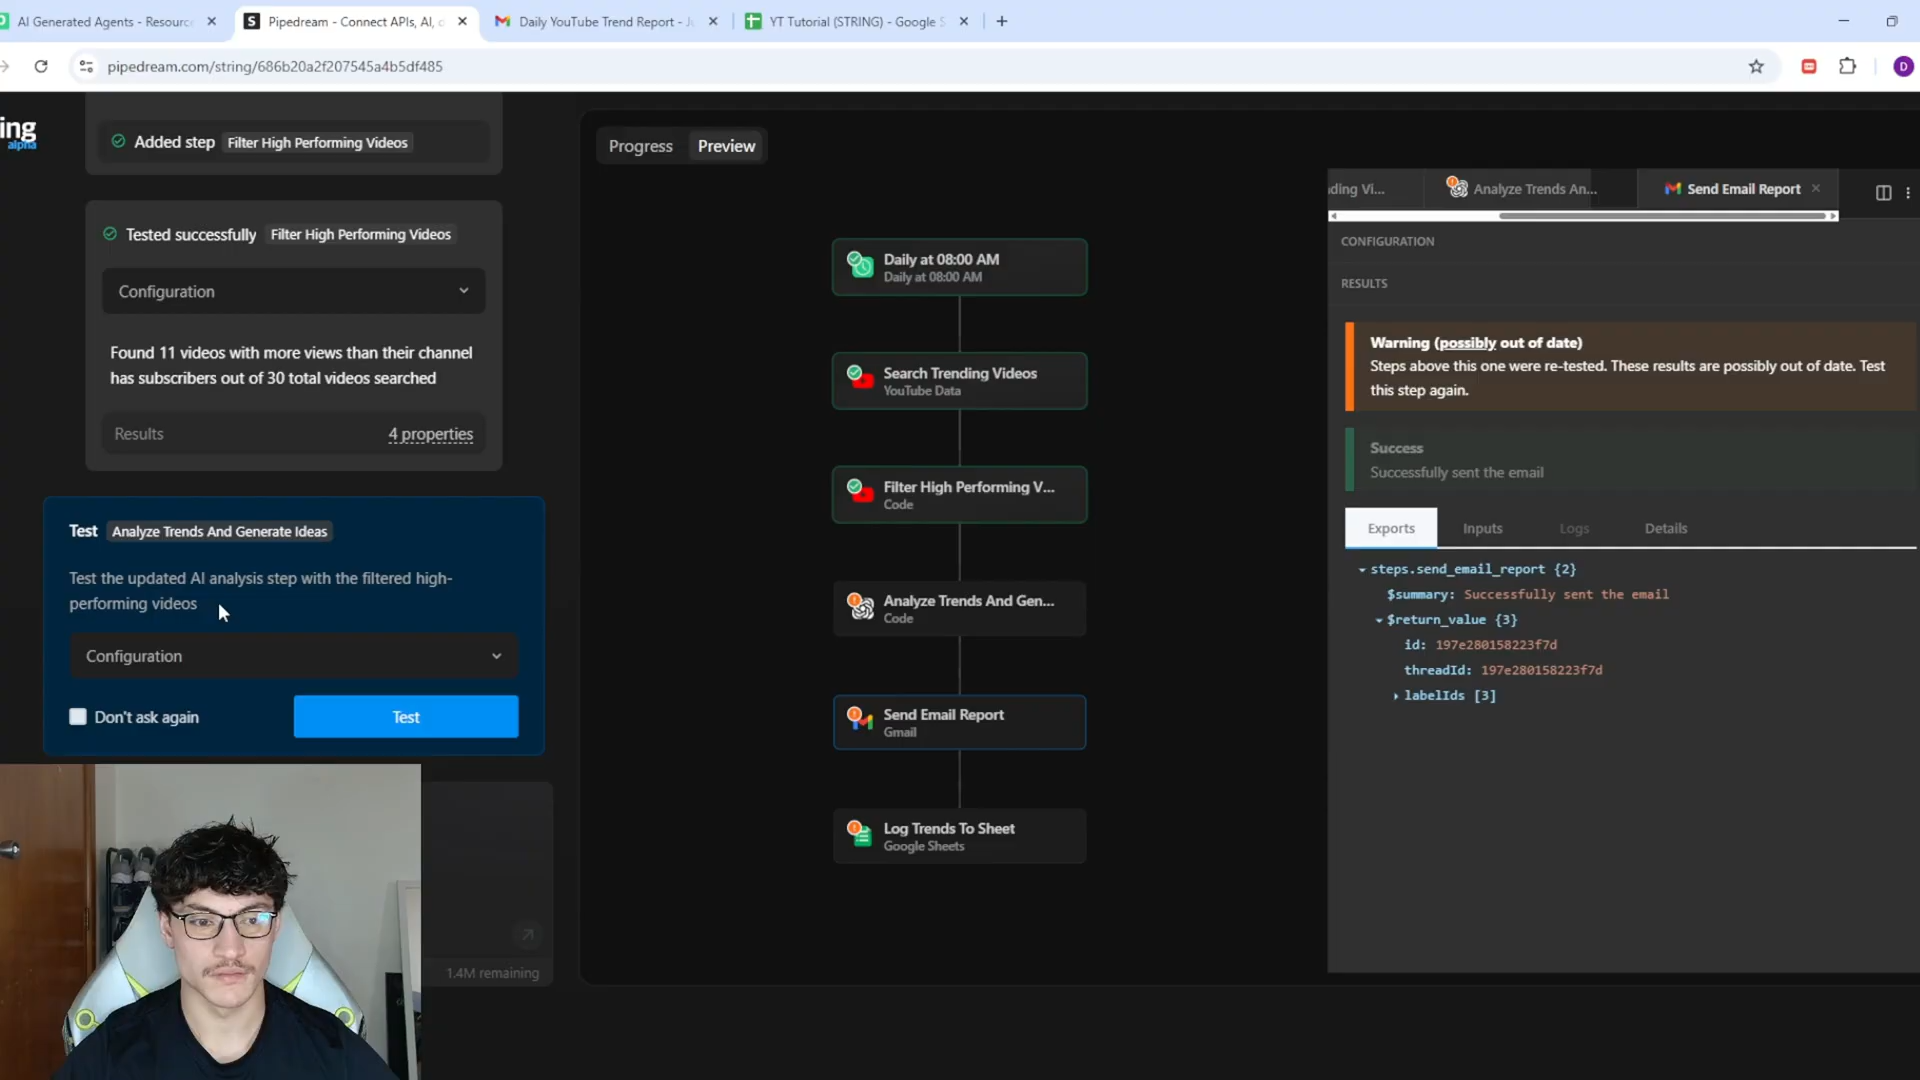 AI Generated Agents - Resource
Pipedream - Connect APIs, AI,
Daily YouTube Trend Report - Ju
YT Tutorial (STRING) - Google S
pipedream.com/string/686b20a2f207545a4b5df485
ing
alpha
Added step Filter High Performing Videos
Tested successfully Filter High Performing Videos
Configuration
Found 11 videos with more views than their channel
has subscribers out of 30 total videos searched
Results 4 properties
Test Analyze Trends And Generate Ideas
Test the updated AI analysis step with the filtered high-
performing videos
Configuration
Don't ask again
Test
1.4M remaining
Progress Preview
Daily at 08:00 AM
Daily at 08:00 AM
Search Trending Videos
YouTube Data
Filter High Performing V...
Code
Analyze Trends And Gen...
Code
Send Email Report
Gmail
Log Trends To Sheet
Google Sheets
ding Vi...
Analyze Trends An...
Send Email Report
CONFIGURATION
RESULTS
Warning (possibly out of date)
Steps above this one were re-tested. These results are possibly out of date. Test
this step again.
Success
Successfully sent the email
Exports Inputs Logs Details
steps.send_email_report {2}
$summary: Successfully sent the email
$return_value {3}
id: 197e280158223f7d
threadId: 197e280158223f7d
labelIds [3]
D